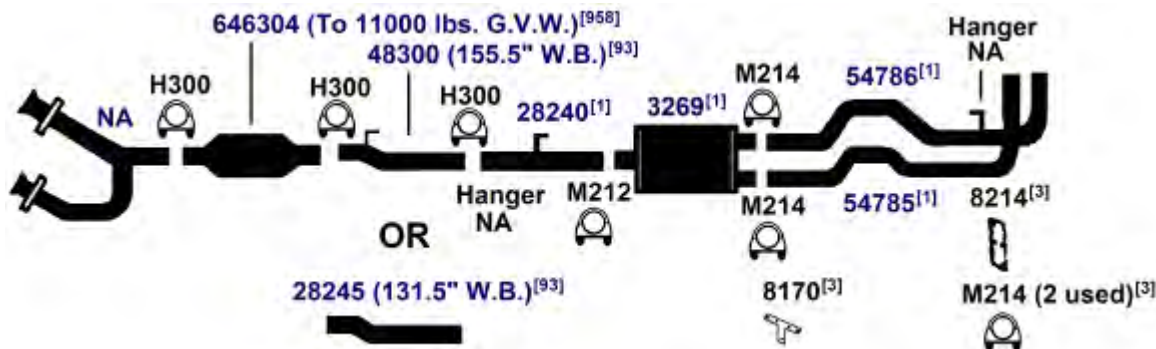 646304 (To 11000 lbs. G.V.W.)[958]
48300 (155.5" W.B.)[93]
Hanger
NA
NA
H300
H300
H300
28240[1]
3269[1]
M214
54786[1]
Hanger
NA
M212
M214
54785[1]
8214[3]
OR
28245 (131.5" W.B.)[93]
8170[3]
M214 (2 used)[3]